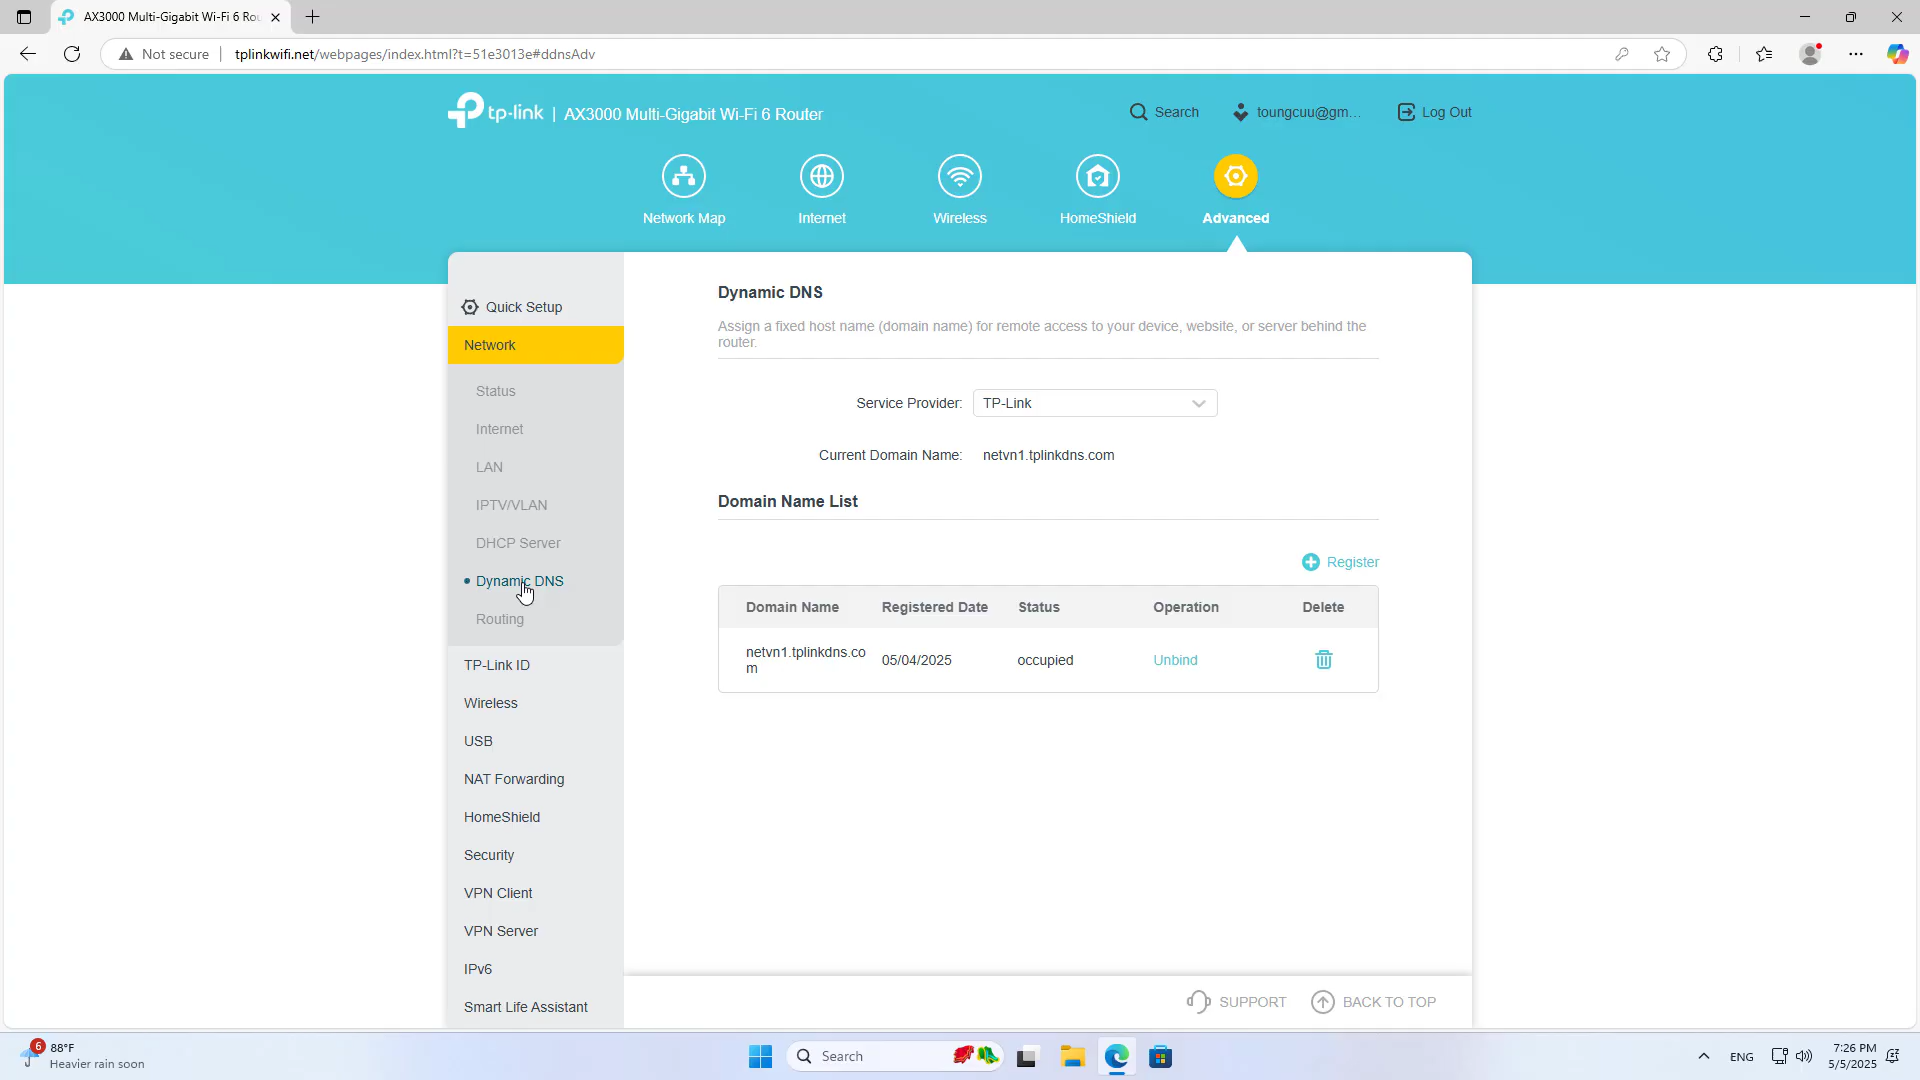 AX3000 Multi-Gigabit Wi-Fi 6 Rou
Not secure
tplinkwifi.net/webpages/index.html?t=51e3013e#ddnsAdv
tp-link | AX3000 Multi-Gigabit Wi-Fi 6 Router
Search
toungcuu@gm...
Log Out
Network Map
Internet
Wireless
HomeShield
Advanced
Quick Setup
Network
Status
Internet
LAN
IPTV/VLAN
DHCP Server
Dynamic DNS
Routing
TP-Link ID
Wireless
USB
NAT Forwarding
HomeShield
Security
VPN Client
VPN Server
IPv6
Smart Life Assistant
Dynamic DNS
Assign a fixed host name (domain name) for remote access to your device, website, or server behind the
router.
Service Provider: TP-Link
Current Domain Name: netvn1.tplinkdns.com
Domain Name List
Register
Domain Name Registered Date Status Operation Delete
netvn1.tplinkdns.co
m
05/04/2025 occupied Unbind
SUPPORT
BACK TO TOP
6
88°F
Heavier rain soon
Search
ENG
7:26 PM
5/5/2025